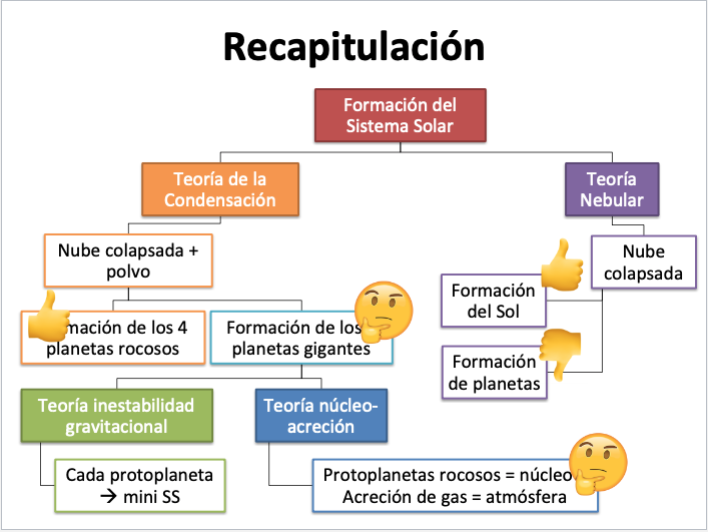 Recapitulación
Formación del
Sistema Solar
Teoría de la
Condensación
Teoría
Nebular
Nube colapsada +
polvo
Nube
colapsada
Formación
del Sol
mación de los 4
planetas rocosos
Formación de los
planetas gigantes
Formación
de planetas
Teoría inestabilidad
gravitacional
Teoría núcleo-
acreción
Cada protoplaneta
→ mini SS
Protoplanetas rocosos = núcleo
Acreción de gas = atmósfera